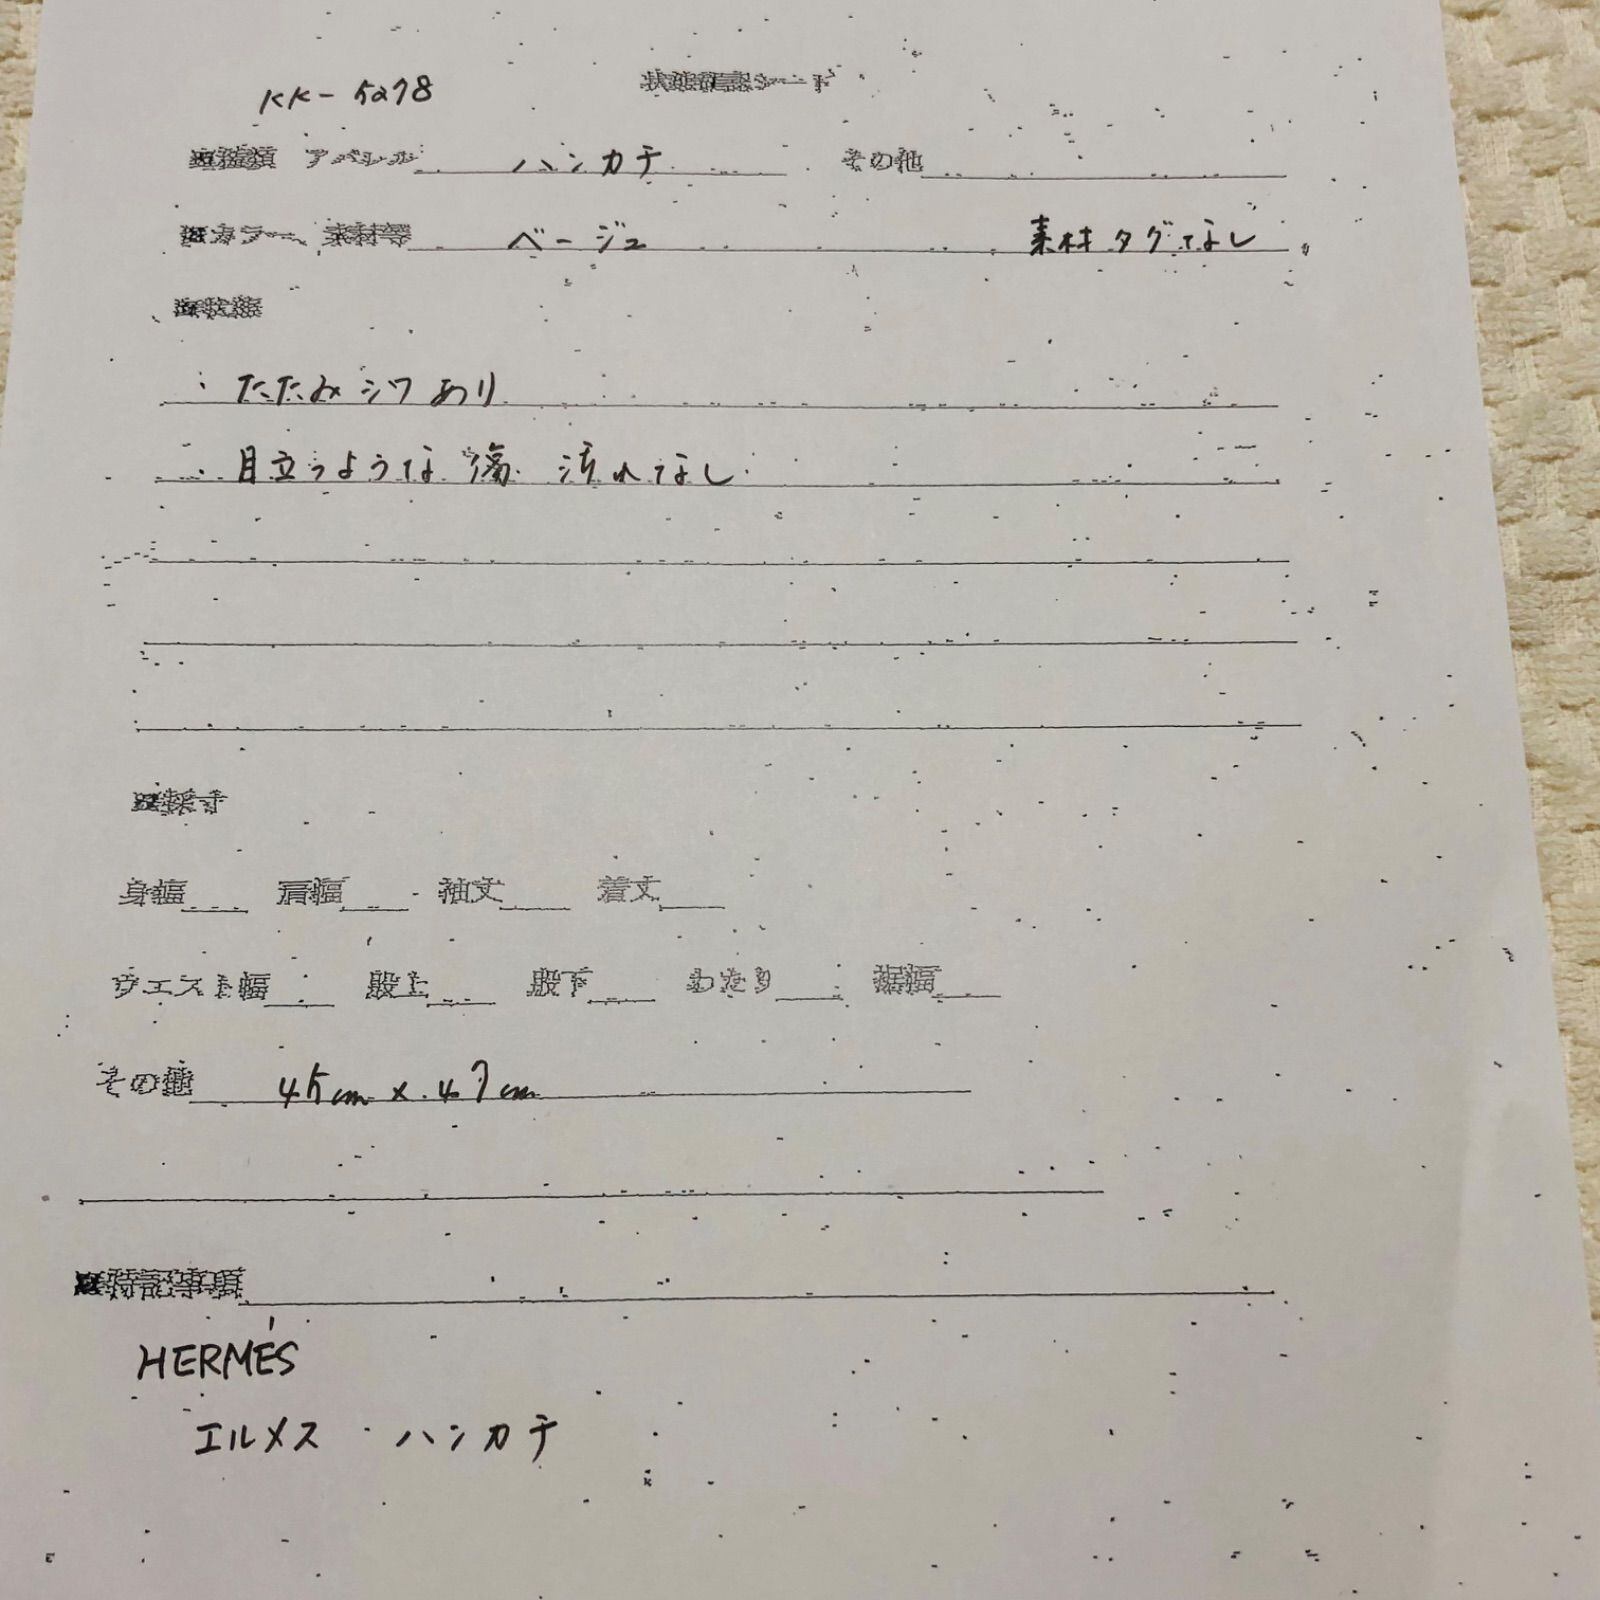 KK-5278 状態確認シート
■種類 アパレル ハンカチ その他
■カラー、素材等 ベージュ 素材タグなし
■状態
・たたみシワあり
・目立つような傷 汚れなし
■採寸
身幅 肩幅 袖丈 着丈
ウエスト幅 股上 股下 わたり 裾幅
その他 45cm×47cm
■特記事項
HERMÈS
エルメス ハンカチ